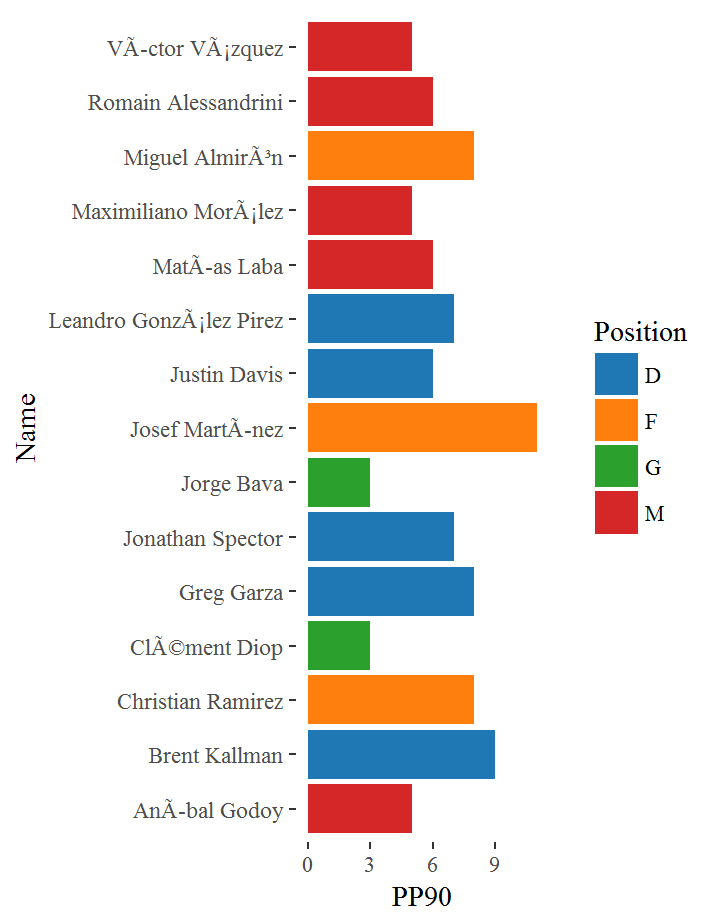 VÃ-ctor VÃ¡zquez
Romain Alessandrini
Miguel AlmirÃ³n
Maximiliano MorÃ¡lez
MatÃ-as Laba
Leandro GonzÃ¡lez Pirez
Justin Davis
Josef MartÃ-nez
Jorge Bava
Jonathan Spector
Greg Garza
ClÃ©ment Diop
Christian Ramirez
Brent Kallman
AnÃ-bal Godoy
Name
0 3 6 9
PP90
Position
D
F
G
M